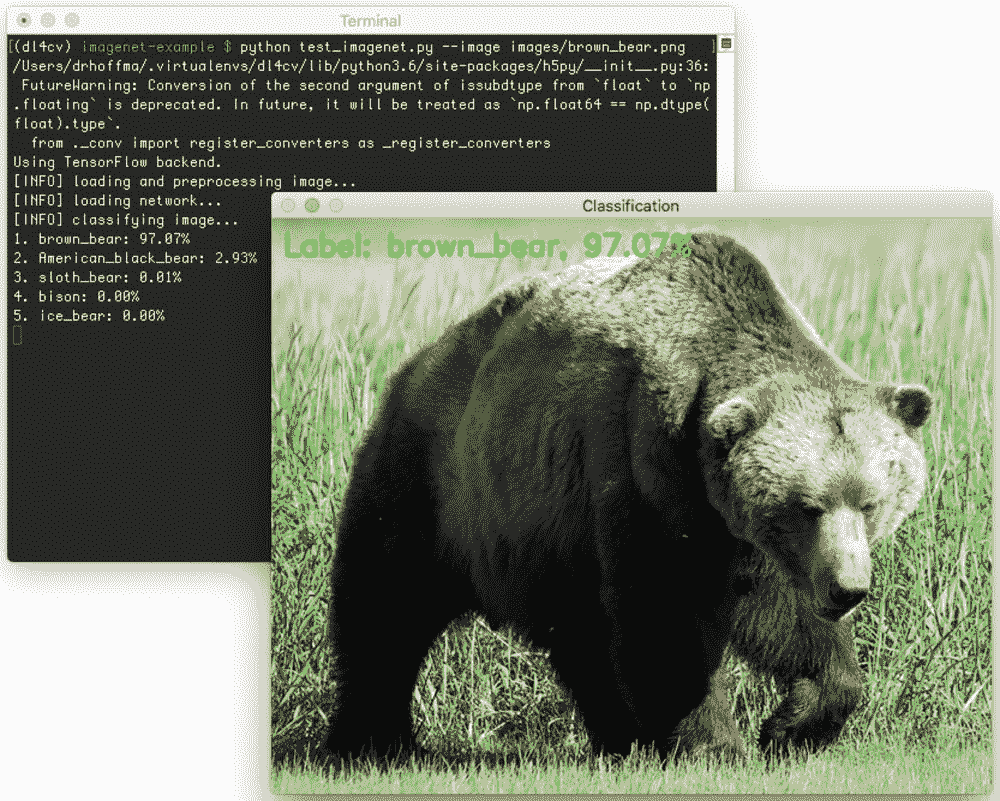 Terminal
(dl4cv) imagenet-example $ python test_imagenet.py --image images/brown_bear.png
/Users/drhoffma/.virtualenvs/dl4cv/lib/python3.6/site-packages/h5py/__init__.py:36:
FutureWarning: Conversion of the second argument of issubdtype from `float` to `np
.floating` is deprecated. In future, it will be treated as `np.float64 == np.dtype(
float).type`.
from ._conv import register_converters as _register_converters
Using TensorFlow backend.
[INFO] loading and preprocessing image...
[INFO] loading network...
[INFO] classifying image...
1. brown_bear: 97.07%
2. American_black_bear: 2.93%
3. sloth_bear: 0.01%
4. bison: 0.00%
5. ice_bear: 0.00%
Classification
Label: brown_bear, 97.07%